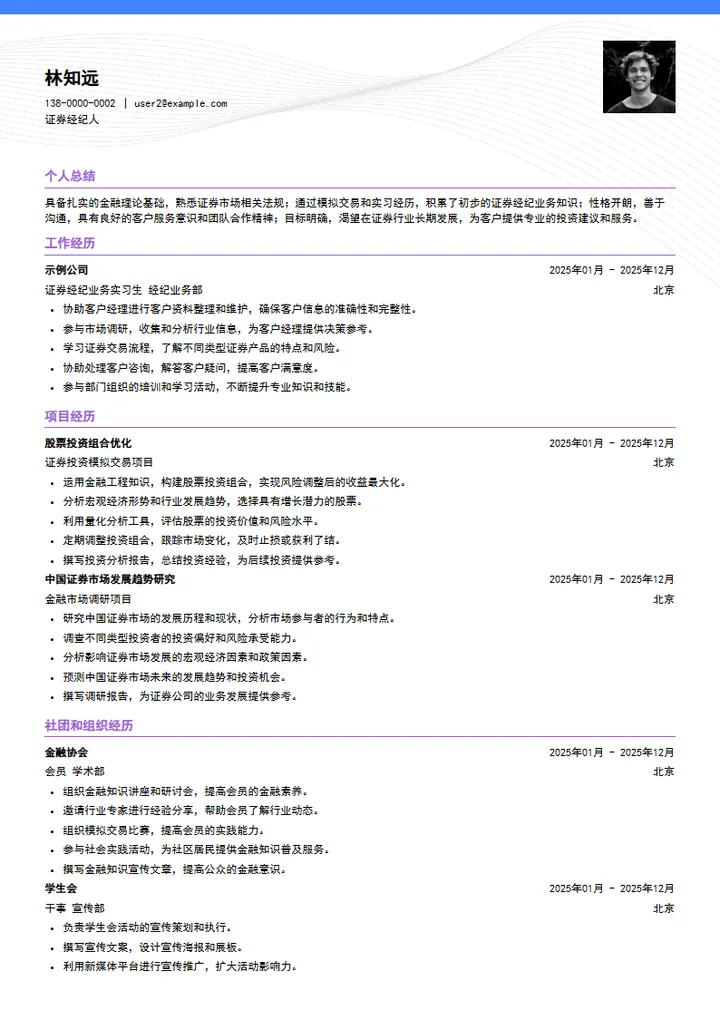 林知远
138-0000-0002 | user2@example.com
证券经纪人
个人总结
具备扎实的金融理论基础，熟悉证券市场相关法规；通过模拟交易和实习经历，积累了初步的证券经纪业务知识；性格开朗，善于
沟通，具有良好的客户服务意识和团队合作精神；目标明确，渴望在证券行业长期发展，为客户提供专业的投资建议和服务。
工作经历
示例公司 2025年01月 - 2025年12月
证券经纪业务实习生 经纪业务部 北京
• 协助客户经理进行客户资料整理和维护，确保客户信息的准确性和完整性。
• 参与市场调研，收集和分析行业信息，为客户经理提供决策参考。
• 学习证券交易流程，了解不同类型证券产品的特点和风险。
• 协助处理客户咨询，解答客户疑问，提高客户满意度。
• 参与部门组织的培训和学习活动，不断提升专业知识和技能。
项目经历
股票投资组合优化 2025年01月 - 2025年12月
证券投资模拟交易项目 北京
• 运用金融工程知识，构建股票投资组合，实现风险调整后的收益最大化。
• 分析宏观经济形势和行业发展趋势，选择具有增长潜力的股票。
• 利用量化分析工具，评估股票的投资价值和风险水平。
• 定期调整投资组合，跟踪市场变化，及时止损或获利了结。
• 撰写投资分析报告，总结投资经验，为后续投资提供参考。
中国证券市场发展趋势研究 2025年01月 - 2025年12月
金融市场调研项目 北京
• 研究中国证券市场的发展历程和现状，分析市场参与者的行为和特点。
• 调查不同类型投资者的投资偏好和风险承受能力。
• 分析影响证券市场发展的宏观经济因素和政策因素。
• 预测中国证券市场未来的发展趋势和投资机会。
• 撰写调研报告，为证券公司的业务发展提供参考。
社团和组织经历
金融协会 2025年01月 - 2025年12月
会员 学术部 北京
• 组织金融知识讲座和研讨会，提高会员的金融素养。
• 邀请行业专家进行经验分享，帮助会员了解行业动态。
• 组织模拟交易比赛，提高会员的实践能力。
• 参与社会实践活动，为社区居民提供金融知识普及服务。
• 撰写金融知识宣传文章，提高公众的金融意识。
学生会 2025年01月 - 2025年12月
干事 宣传部 北京
• 负责学生会活动的宣传策划和执行。
• 撰写宣传文案，设计宣传海报和展板。
• 利用新媒体平台进行宣传推广，扩大活动影响力。